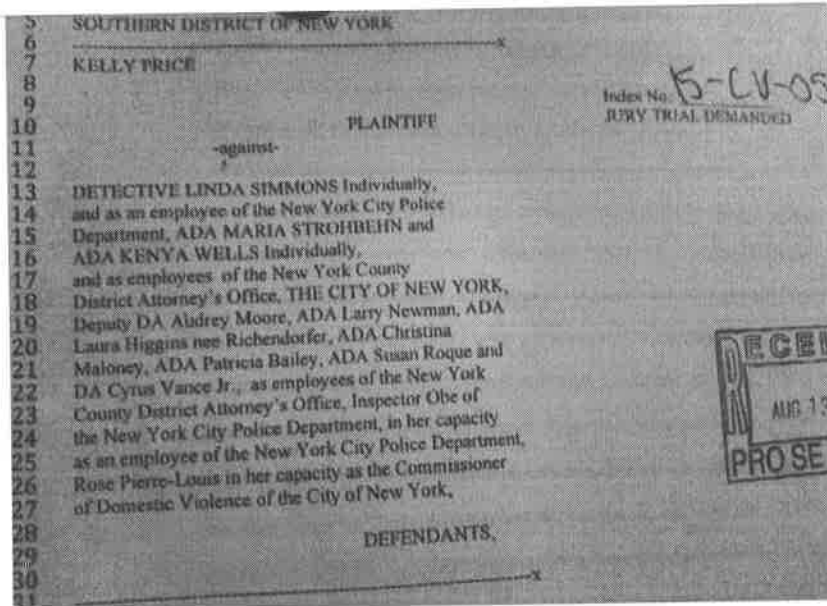 5 SOUTHERN DISTRICT OF NEW YORK
6 -----x
7 KELLY PRICE
8
9
Index No: 15-CV-05
JURY TRIAL DEMANDED
10 PLAINTIFF
11 -against-
12
13 DETECTIVE LINDA SIMMONS Individually,
14 and as an employee of the New York City Police
15 Department, ADA MARIA STROHBEHN and
16 ADA KENYA WELLS Individually,
17 and as employees of the New York County
18 District Attorney's Office, THE CITY OF NEW YORK,
19 Deputy DA Audrey Moore, ADA Larry Newman, ADA
20 Laura Higgins nee Richendorfer, ADA Christina
21 Maloney, ADA Patricia Bailey, ADA Susan Roque and
22 DA Cyrus Vance Jr., as employees of the New York
23 County District Attorney's Office, Inspector Obe of
24 the New York City Police Department, in her capacity
25 as an employee of the New York City Police Department,
26 Rose Pierre-Louis in her capacity as the Commissioner
27 of Domestic Violence of the City of New York,
28 DEFENDANTS,
29
30 -----x
31
AUG 13
PRO SE